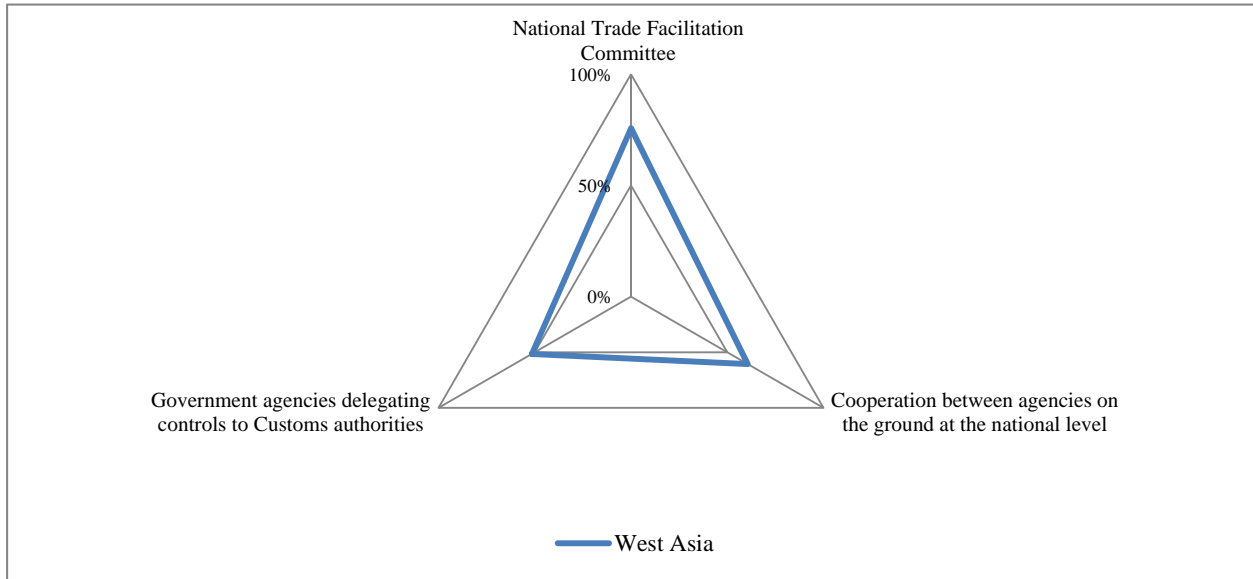 National Trade Facilitation
Committee
100%
50%
0%
Government agencies delegating
controls to Customs authorities
Cooperation between agencies on
the ground at the national level
West Asia